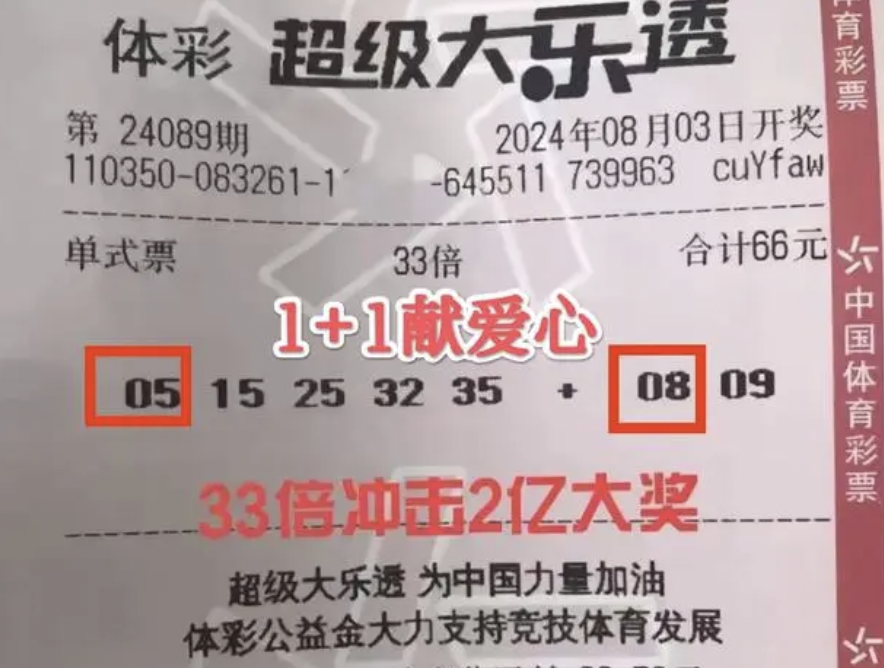 体彩 超级大乐透
第 24089期 2024年08月03日开奖
110350-083261-1 -645511 739963 cuYfaw
单式票 33倍 合计66元
1+1献爱心
05 15 25 32 35 + 08 09
33倍冲击2亿大奖
超级大乐透 为中国力量加油
体彩公益金大力支持竞技体育发展
体育彩票
中国体育彩票